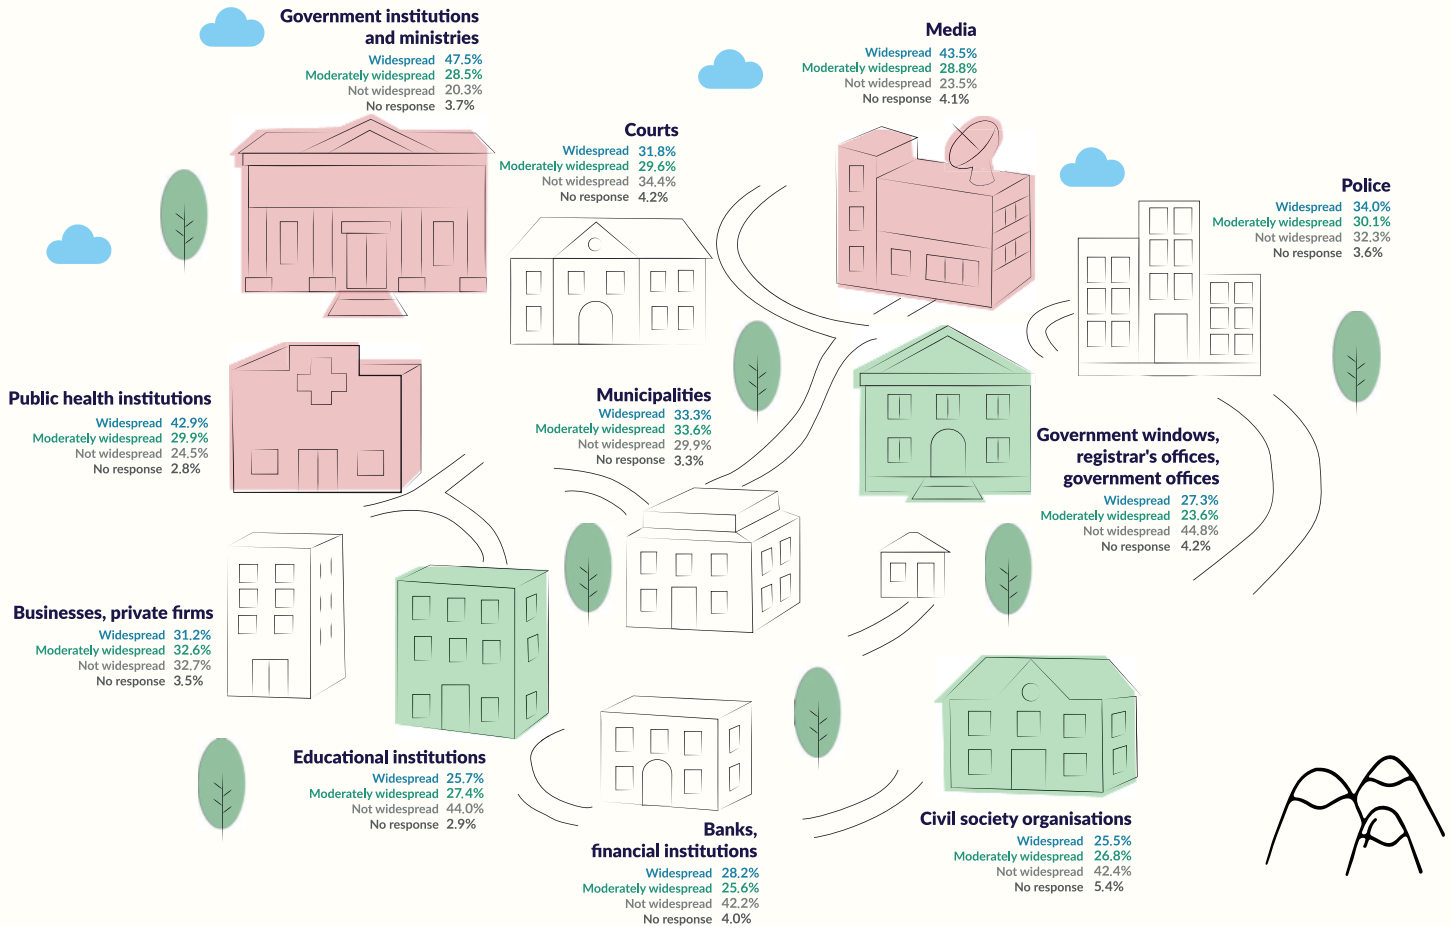 Government institutions
and ministries
Widespread 47.5%
Moderately widespread 28.5%
Not widespread 20.3%
No response 3.7%
Media
Widespread 43.5%
Moderately widespread 28.8%
Not widespread 23.5%
No response 4.1%
Courts
Widespread 31.8%
Moderately widespread 29.6%
Not widespread 34.4%
No response 4.2%
Police
Widespread 34.0%
Moderately widespread 30.1%
Not widespread 32.3%
No response 3.6%
Public health institutions
Widespread 42.9%
Moderately widespread 29.9%
Not widespread 24.5%
No response 2.8%
Municipalities
Widespread 33.3%
Moderately widespread 33.6%
Not widespread 29.9%
No response 3.3%
Government windows,
registrar's offices,
government offices
Widespread 27.3%
Moderately widespread 23.6%
Not widespread 44.8%
No response 4.2%
Businesses, private firms
Widespread 31.2%
Moderately widespread 32.6%
Not widespread 32.7%
No response 3.5%
Educational institutions
Widespread 25.7%
Moderately widespread 27.4%
Not widespread 44.0%
No response 2.9%
Banks,
financial institutions
Widespread 28.2%
Moderately widespread 25.6%
Not widespread 42.2%
No response 4.0%
Civil society organisations
Widespread 25.5%
Moderately widespread 26.8%
Not widespread 42.4%
No response 5.4%